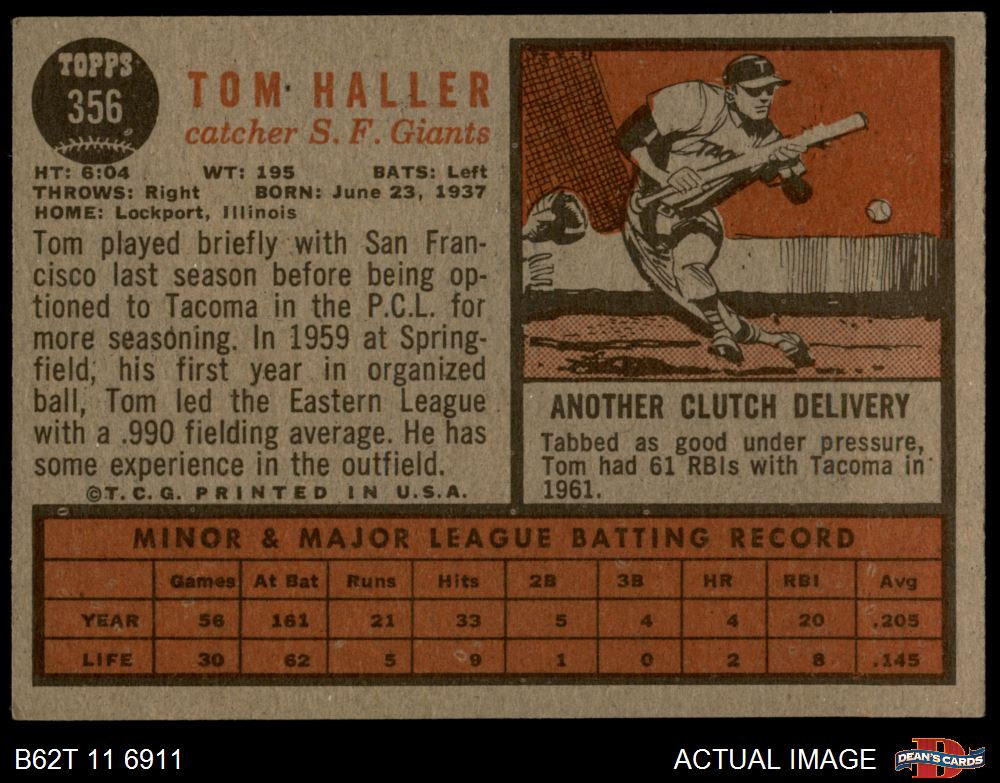 TOPPS
356
TOM HALLER
catcher S. F. Giants
HT: 6:04 WT: 195 BATS: Left
THROWS: Right BORN: June 23, 1937
HOME: Lockport, Illinois
Tom played briefly with San Fran-
cisco last season before being op-
tioned to Tacoma in the P.C.L. for
more seasoning. In 1959 at Spring-
field, his first year in organized
ball, Tom led the Eastern League
with a .990 fielding average. He has
some experience in the outfield.
©T.C.G. PRINTED IN U.S.A.
T
TAC
ANOTHER CLUTCH DELIVERY
Tabbed as good under pressure,
Tom had 61 RBIs with Tacoma in
1961.
MINOR & MAJOR LEAGUE BATTING RECORD
Games At Bat Runs Hits 2B 3B HR RBI Avg
YEAR 56 161 21 33 5 4 4 20 .205
LIFE 30 62 5 9 1 0 2 8 .145
B62T 11 6911
ACTUAL IMAGE
D
DEAN'S CARDS